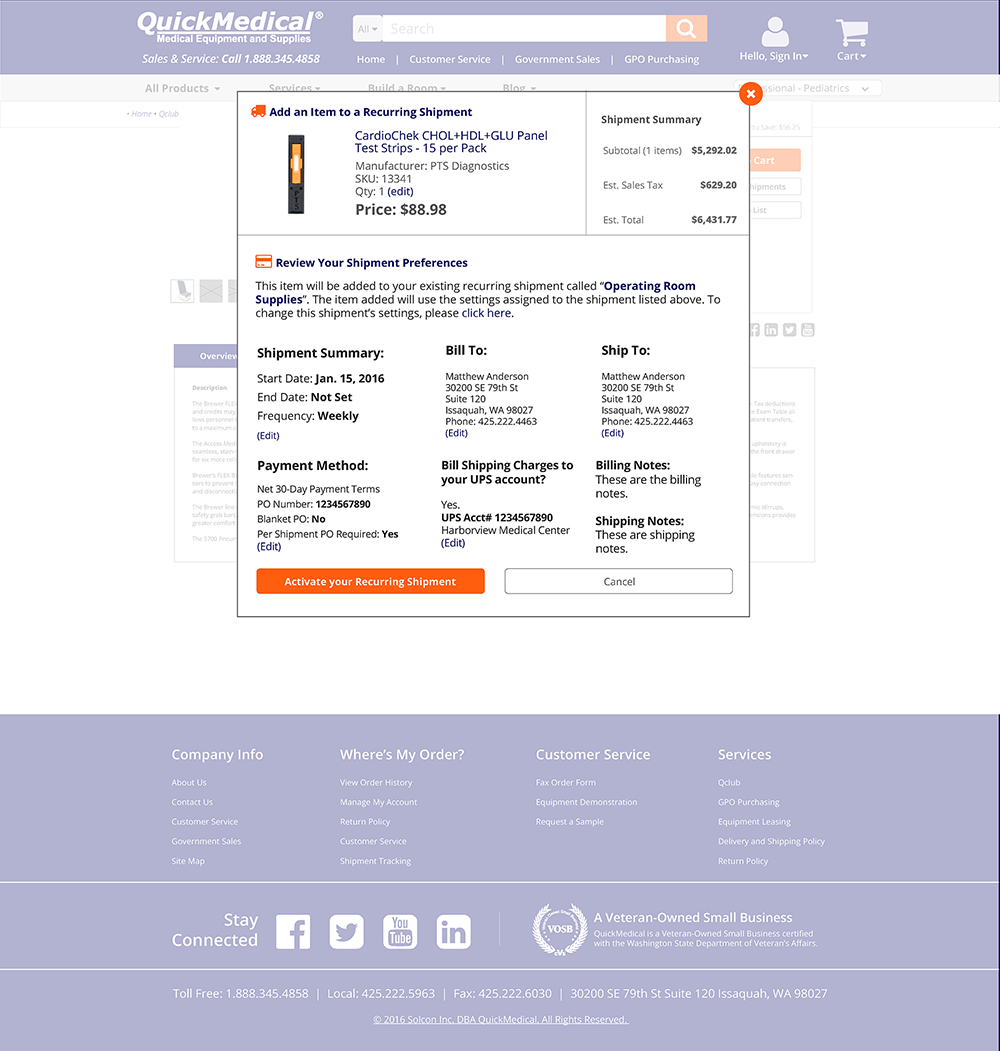 QuickMedical®
Medical Equipment and Supplies
Sales & Service: Call 1.888.345.4858
All
Search
Home | Customer Service | Government Sales | GPO Purchasing
Hello, Sign In
Cart
All Products
Services
Build a Room
Blog
- Pediatrics
• Home • Qclub
Add an Item to a Recurring Shipment
CardioChek CHOL+HDL+GLU Panel
Test Strips - 15 per Pack
Manufacturer: PTS Diagnostics
SKU: 13341
Qty: 1 (edit)
Price: $88.98
Shipment Summary
Subtotal (1 items) $5,292.02
Est. Sales Tax $629.20
Est. Total $6,431.77
Save: $56.25
Cart
List
Review Your Shipment Preferences
This item will be added to your existing recurring shipment called “Operating Room
Supplies”. The item added will use the settings assigned to the shipment listed above. To
change this shipment’s settings, please click here.
Shipment Summary:
Start Date: Jan. 15, 2016
End Date: Not Set
Frequency: Weekly
(Edit)
Bill To:
Matthew Anderson
30200 SE 79th St
Suite 120
Issaquah, WA 98027
Phone: 425.222.4463
(Edit)
Ship To:
Matthew Anderson
30200 SE 79th St
Suite 120
Issaquah, WA 98027
Phone: 425.222.4463
(Edit)
Payment Method:
Net 30-Day Payment Terms
PO Number: 1234567890
Blanket PO: No
Per Shipment PO Required: Yes
(Edit)
Bill Shipping Charges to
your UPS account?
Yes.
UPS Acct# 1234567890
Harborview Medical Center
(Edit)
Billing Notes:
These are the billing
notes.
Shipping Notes:
These are shipping
notes.
Activate your Recurring Shipment
Cancel
Description
Company Info
About Us
Contact Us
Customer Service
Government Sales
Site Map
Where’s My Order?
View Order History
Manage My Account
Return Policy
Customer Service
Shipment Tracking
Customer Service
Fax Order Form
Equipment Demonstration
Request a Sample
Services
Qclub
GPO Purchasing
Equipment Leasing
Delivery and Shipping Policy
Return Policy
Stay
Connected
You
Tube
VOSB
A Veteran-Owned Small Business
QuickMedical is a Veteran-Owned Small Business certified
with the Washington State Department of Veteran’s Affairs.
Toll Free: 1.888.345.4858 | Local: 425.222.5963 | Fax: 425.222.6030 | 30200 SE 79th St Suite 120 Issaquah, WA 98027
© 2016 Solcon Inc. DBA QuickMedical. All Rights Reserved.